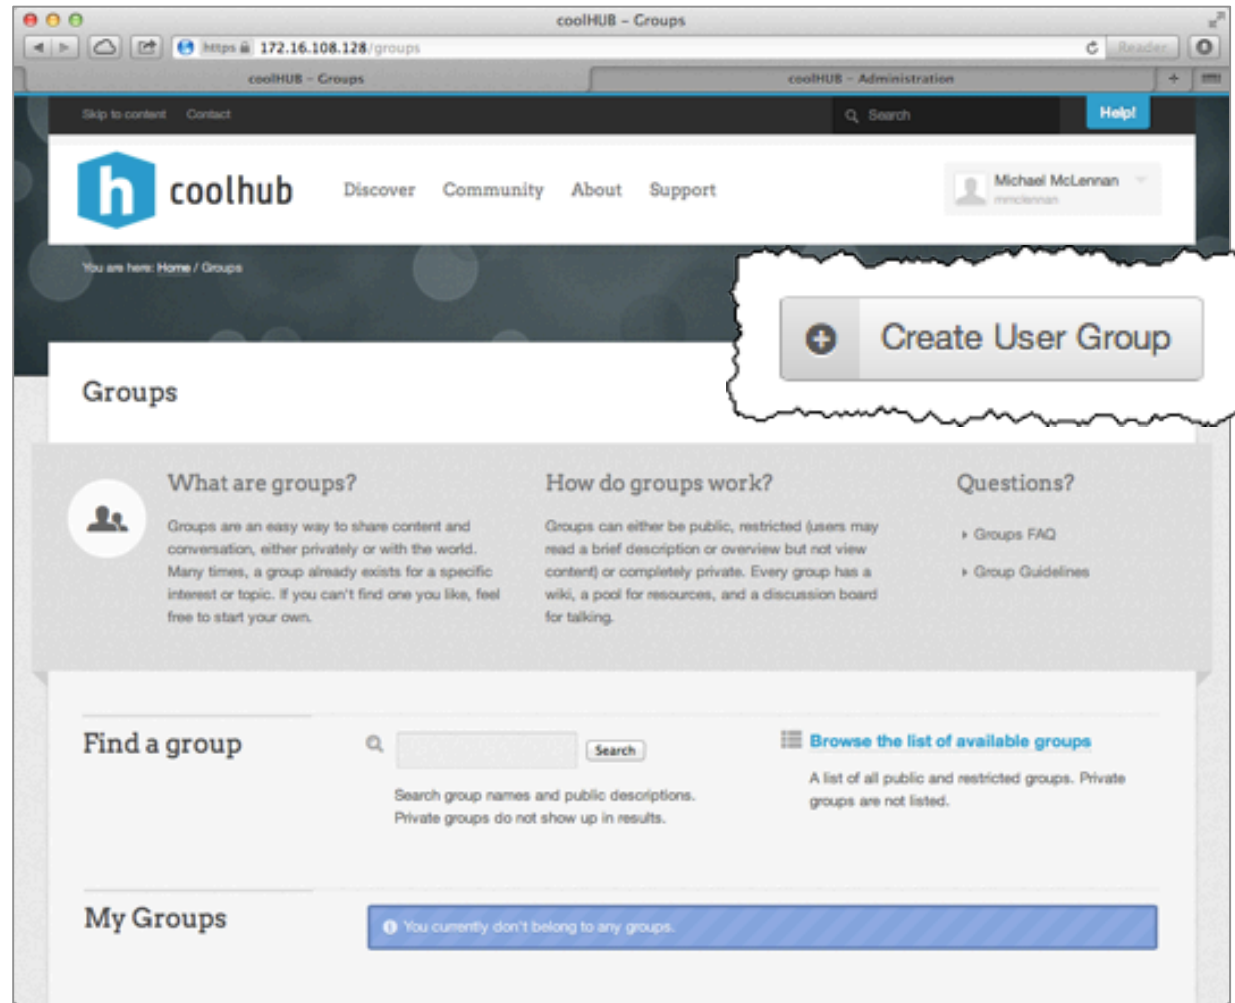 coolHUB – Groups
https 172.16.108.128/groups
Reader
coolHUB – Groups
coolHUB – Administration
Skip to content
Contact
Search
Help!
h coolhub
Discover
Community
About
Support
Michael McLennan
mmclennan
You are here: Home / Groups
Create User Group
Groups
What are groups?
Groups are an easy way to share content and
conversation, either privately or with the world.
Many times, a group already exists for a specific
interest or topic. If you can't find one you like, feel
free to start your own.
How do groups work?
Groups can either be public, restricted (users may
read a brief description or overview but not view
content) or completely private. Every group has a
wiki, a pool for resources, and a discussion board
for talking.
Questions?
Groups FAQ
Group Guidelines
Find a group
Search
Search group names and public descriptions.
Private groups do not show up in results.
Browse the list of available groups
A list of all public and restricted groups. Private
groups are not listed.
My Groups
You currently don't belong to any groups.